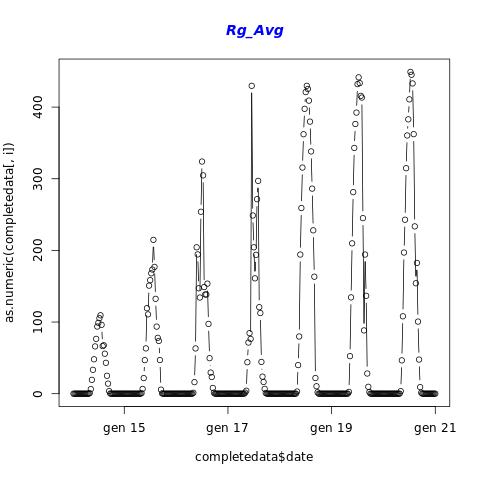 Rg_Avg
as.numeric(completedata[, i])
400
300
200
100
0
gen 15
gen 17
gen 19
gen 21
completedata$date